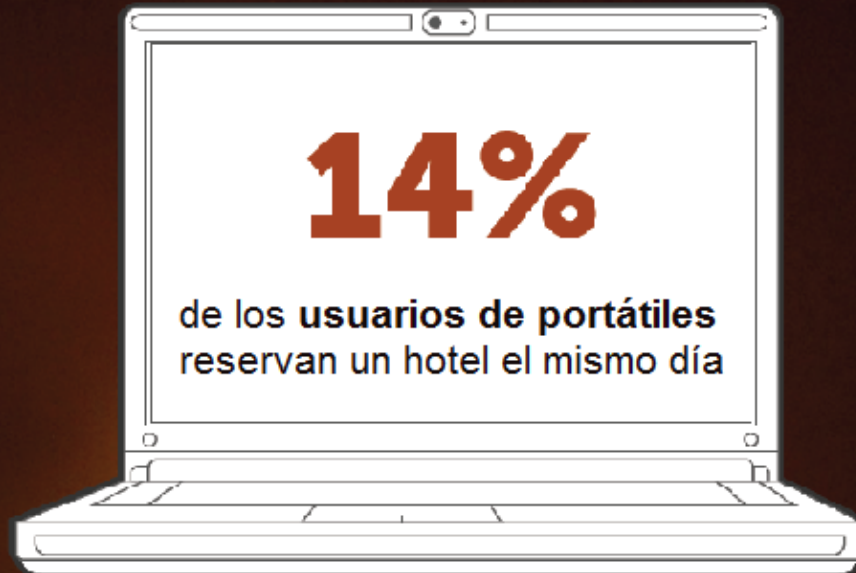 14%
de los usuarios de portátiles
reservan un hotel el mismo día